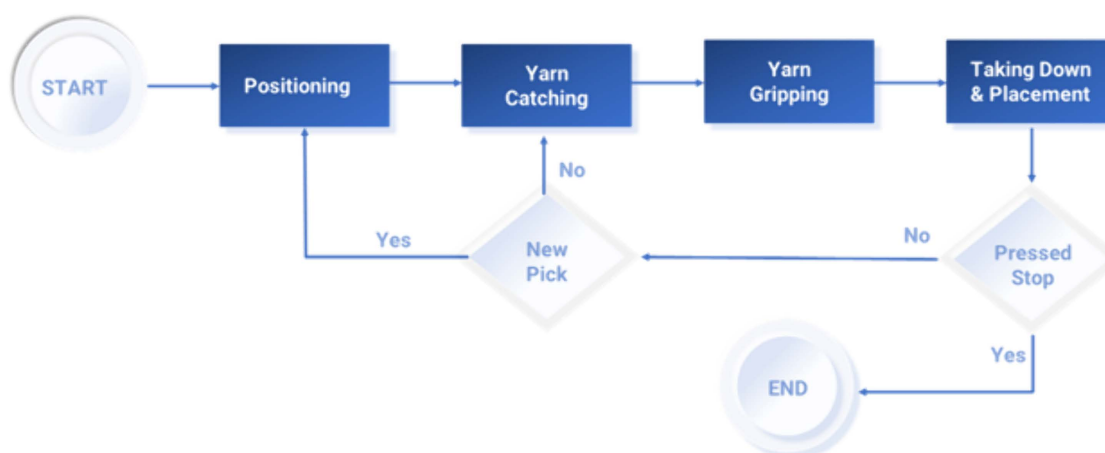 START
Positioning
Yarn
Catching
Yarn
Gripping
Taking Down
& Placement
No
Yes
New
Pick
No
Pressed
Stop
Yes
END